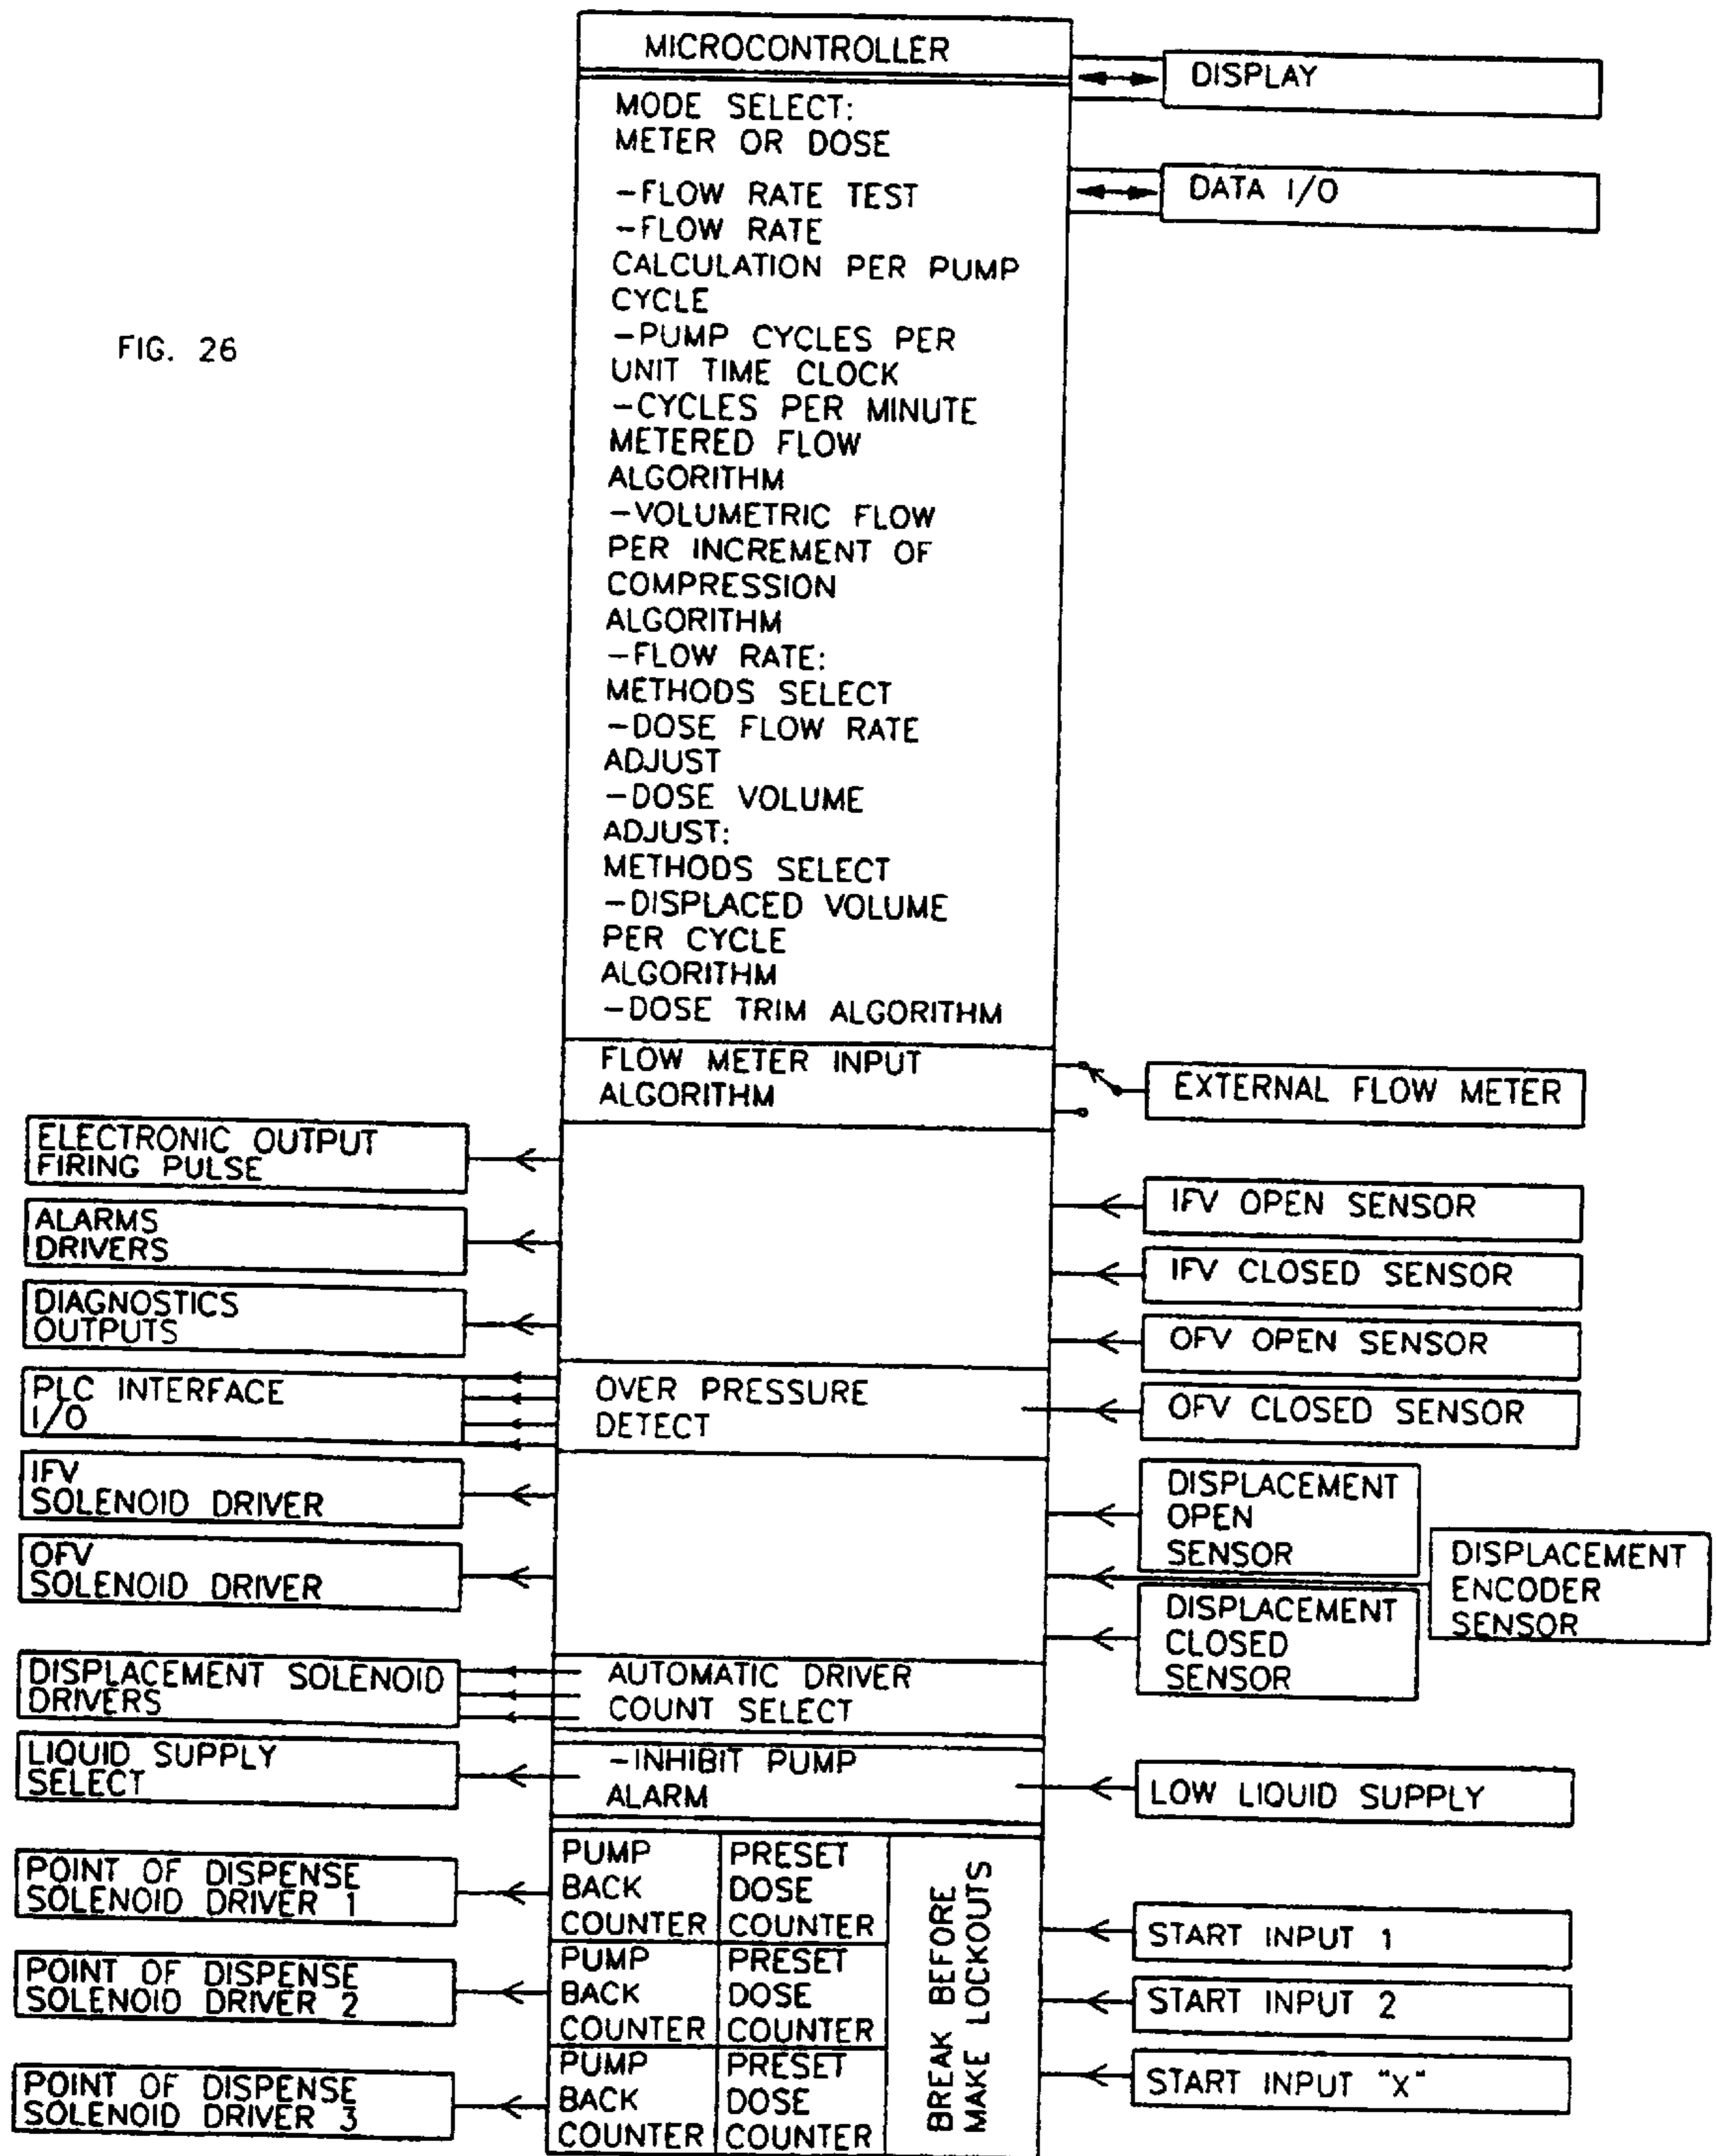 MICROCONTROLLER
DISPLAY
MODE SELECT:
METER OR DOSE
DATA I/O
-FLOW RATE TEST
-FLOW RATE
CALCULATION PER PUMP
CYCLE
-PUMP CYCLES PER
UNIT TIME CLOCK
-CYCLES PER MINUTE
METERED FLOW
ALGORITHM
-VOLUMETRIC FLOW
PER INCREMENT OF
COMPRESSION
ALGORITHM
-FLOW RATE:
METHODS SELECT
-DOSE FLOW RATE
ADJUST
-DOSE VOLUME
ADJUST:
METHODS SELECT
-DISPLACED VOLUME
PER CYCLE
ALGORITHM
-DOSE TRIM ALGORITHM
FIG. 26
FLOW METER INPUT
ALGORITHM
EXTERNAL FLOW METER
ELECTRONIC OUTPUT
FIRING PULSE
ALARMS
DRIVERS
DIAGNOSTICS
OUTPUTS
PLC INTERFACE
I/O
IFV
SOLENOID DRIVER
OFV
SOLENOID DRIVER
DISPLACEMENT SOLENOID
DRIVERS
LIQUID SUPPLY
SELECT
POINT OF DISPENSE
SOLENOID DRIVER 1
POINT OF DISPENSE
SOLENOID DRIVER 2
POINT OF DISPENSE
SOLENOID DRIVER 3
OVER PRESSURE
DETECT
AUTOMATIC DRIVER
COUNT SELECT
-INHIBIT PUMP
ALARM
PUMP
BACK
COUNTER
PRESET
DOSE
COUNTER
PUMP
BACK
COUNTER
PRESET
DOSE
COUNTER
PUMP
BACK
COUNTER
PRESET
DOSE
COUNTER
BREAK BEFORE
MAKE LOCKOUTS
IFV OPEN SENSOR
IFV CLOSED SENSOR
OFV OPEN SENSOR
OFV CLOSED SENSOR
DISPLACEMENT
OPEN
SENSOR
DISPLACEMENT
ENCODER
SENSOR
DISPLACEMENT
CLOSED
SENSOR
LOW LIQUID SUPPLY
START INPUT 1
START INPUT 2
START INPUT "X"